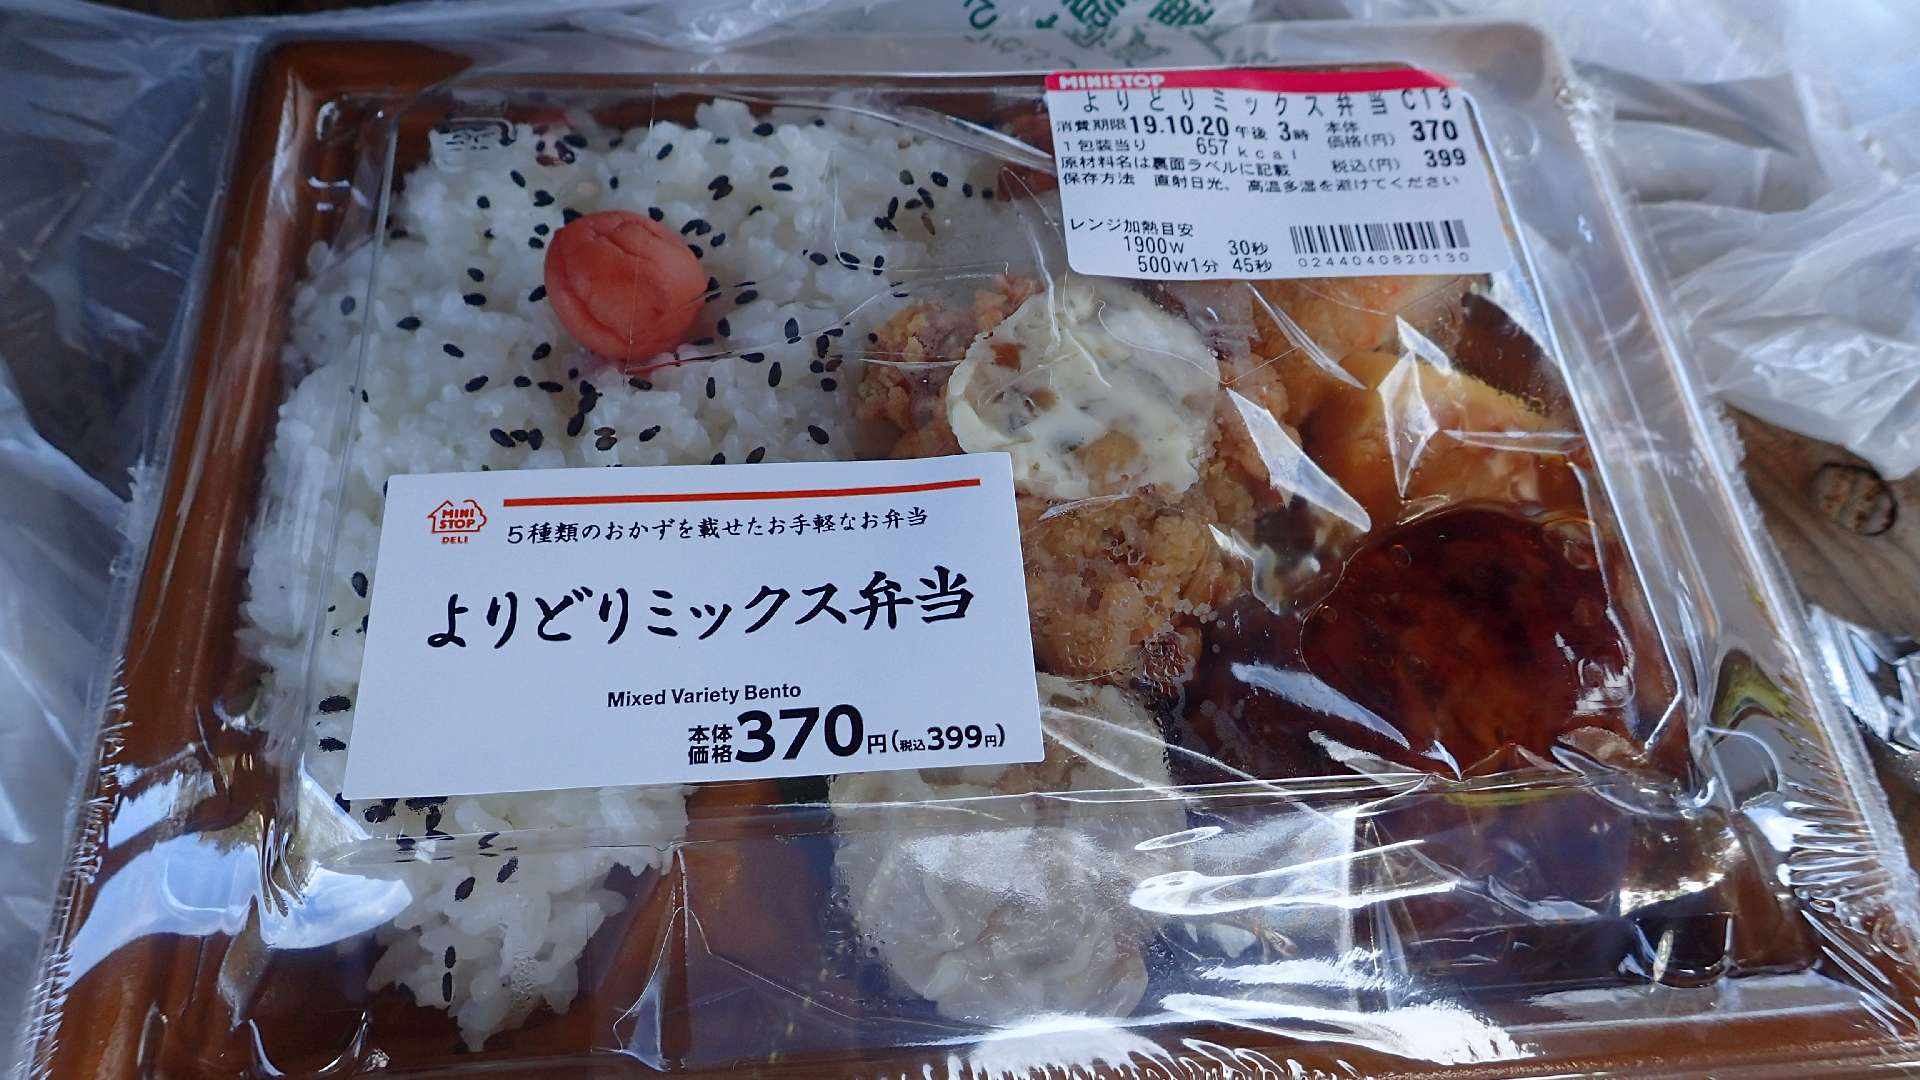 MINISTOP
よりどりミックス弁当 C13
消費期限 19.10.20 午後 3時 本体価格(円) 370
1包装当り 657 kcal 税込(円) 399
原材料名は裏面ラベルに記載
保存方法 直射日光、高温多湿を避けてください
レンジ加熱目安
1900W 30秒
500W1分 45秒
0244040820130
MINI STOP DELI
5種類のおかずを載せたお手軽なお弁当
よりどりミックス弁当
Mixed Variety Bento
本体価格370円(税込399円)